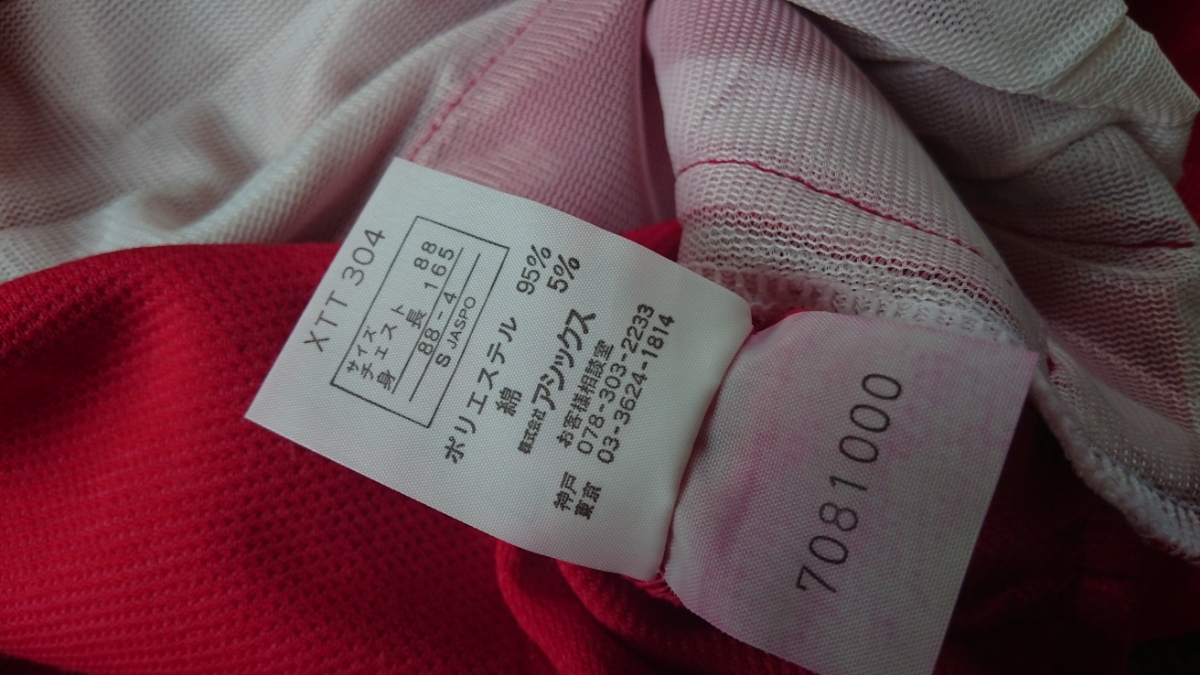 XTT 304
サイズ
チェスト 88
身長 165
88-4
S JASPO
ポリエステル 95%
綿 5%
株式会社アシックス
お客様相談室
神戸 078-303-2233
東京 03-3624-1814
7081000